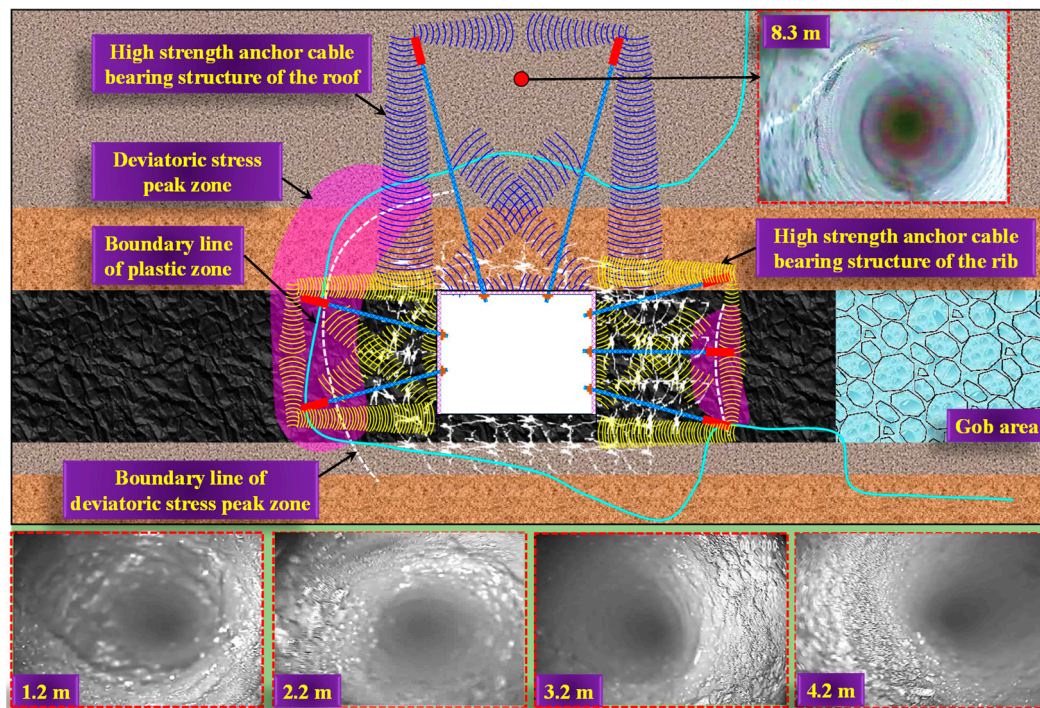 High strength anchor cable
bearing structure of the roof
8.3 m
Deviatoric stress
peak zone
Boundary line
of plastic zone
High strength anchor cable
bearing structure of the rib
Gob area
Boundary line of
deviatoric stress peak zone
1.2 m
2.2 m
3.2 m
4.2 m